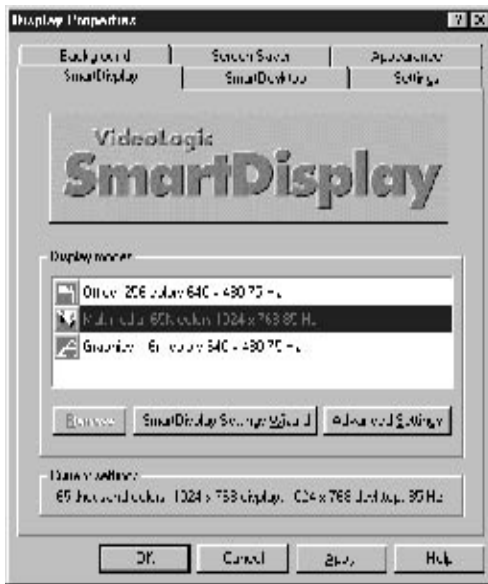 Display Properties
Background Screen Saver Appearance
SmartDisplay SmartDesktop Settings
VideoLogic
SmartDisplay
Display modes
Office 256 colors 640 x 480 75 Hz
Multimedia 65K colors 1024 x 768 85 Hz
Graphics 16m colors 640 x 480 75 Hz
Remove SmartDisplay Settings Wizard Advanced Settings
Current settings
65 thousand colors, 1024 x 768 display, 1024 x 768 desktop, 85 Hz
OK Cancel Apply Help